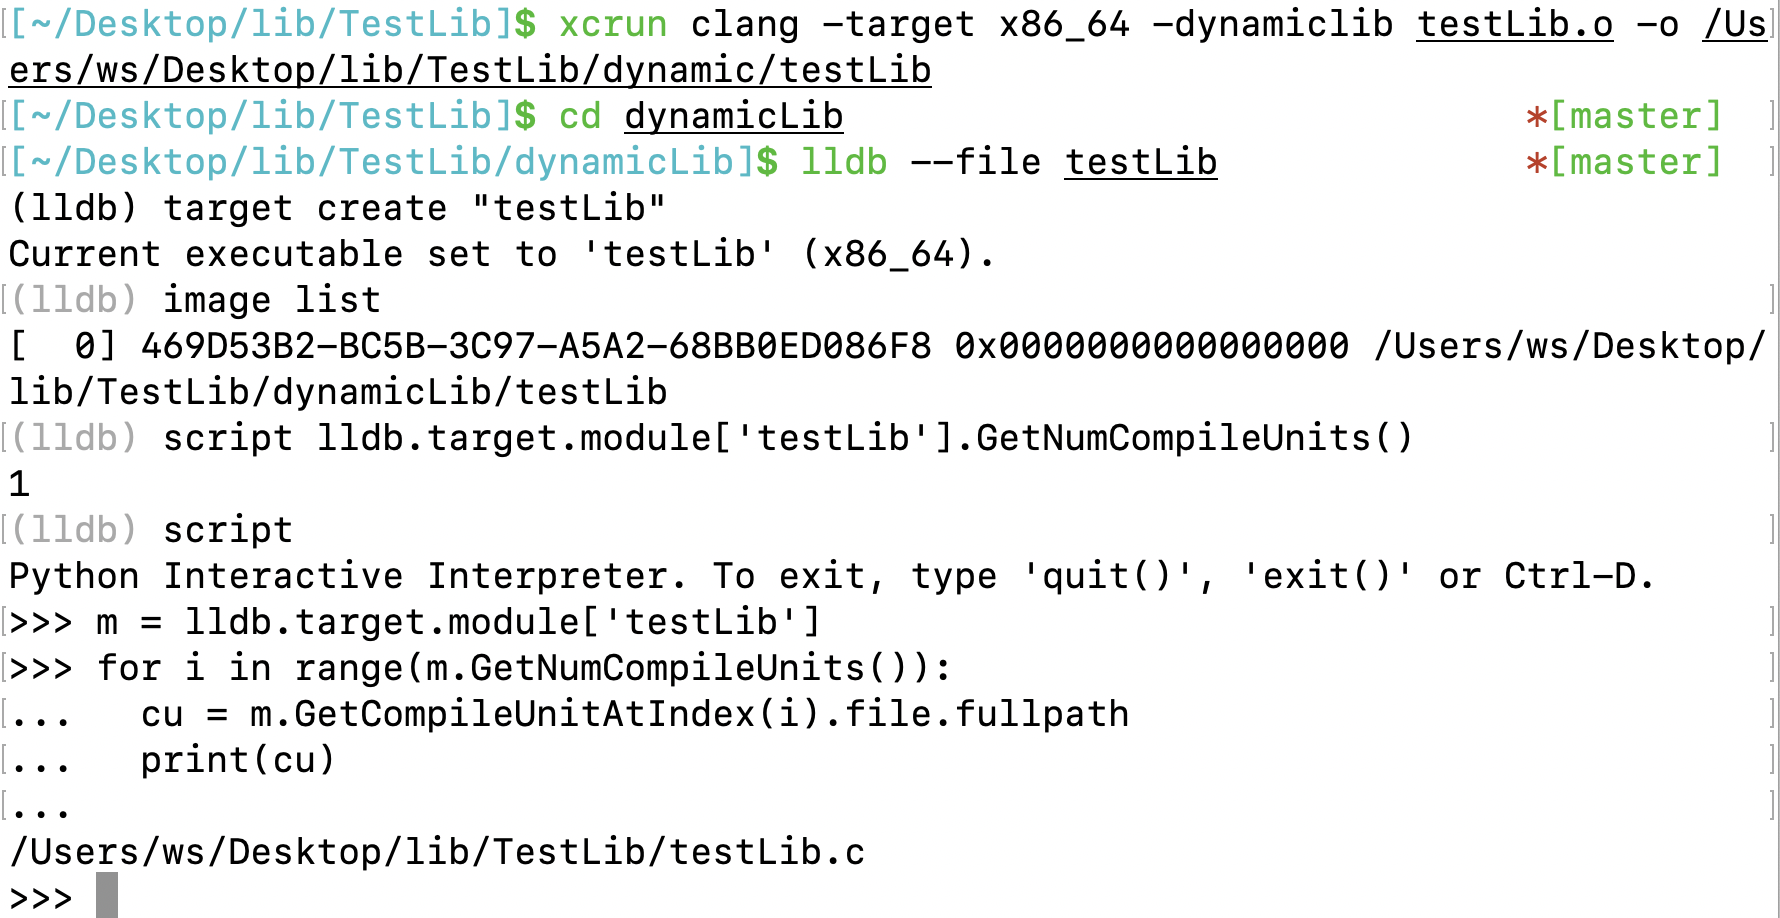 [~/Desktop/lib/TestLib]$ xcrun clang -target x86_64 -dynamiclib testLib.o -o /Us
ers/ws/Desktop/lib/TestLib/dynamic/testLib
[~/Desktop/lib/TestLib]$ cd dynamicLib *[master]
[~/Desktop/lib/TestLib/dynamicLib]$ lldb --file testLib *[master]
(lldb) target create "testLib"
Current executable set to 'testLib' (x86_64).
(lldb) image list
[  0] 469D53B2-BC5B-3C97-A5A2-68BB0ED086F8 0x0000000000000000 /Users/ws/Desktop/
lib/TestLib/dynamicLib/testLib
(lldb) script lldb.target.module['testLib'].GetNumCompileUnits()
1
(lldb) script
Python Interactive Interpreter. To exit, type 'quit()', 'exit()' or Ctrl-D.
>>> m = lldb.target.module['testLib']
>>> for i in range(m.GetNumCompileUnits()):
...   cu = m.GetCompileUnitAtIndex(i).file.fullpath
...   print(cu)
...
/Users/ws/Desktop/lib/TestLib/testLib.c
>>>